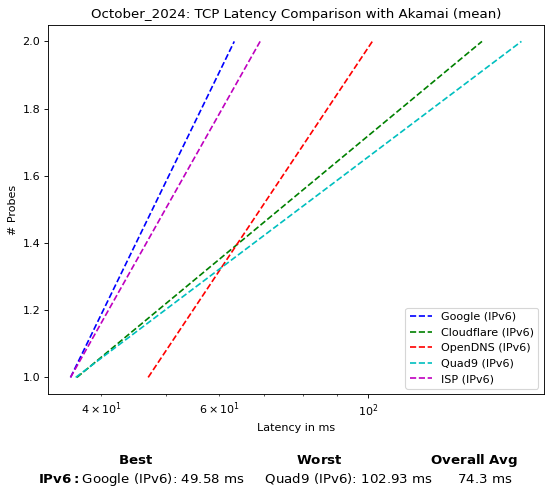 October_2024: TCP Latency Comparison with Akamai (mean)
2.0
1.8
1.6
1.4
1.2
1.0
# Probes
Google (IPv6)
Cloudflare (IPv6)
OpenDNS (IPv6)
Quad9 (IPv6)
ISP (IPv6)
4 × 10¹ 6 × 10¹ 10²
Latency in ms
Best Worst Overall Avg
IPv6: Google (IPv6): 49.58 ms Quad9 (IPv6): 102.93 ms 74.3 ms